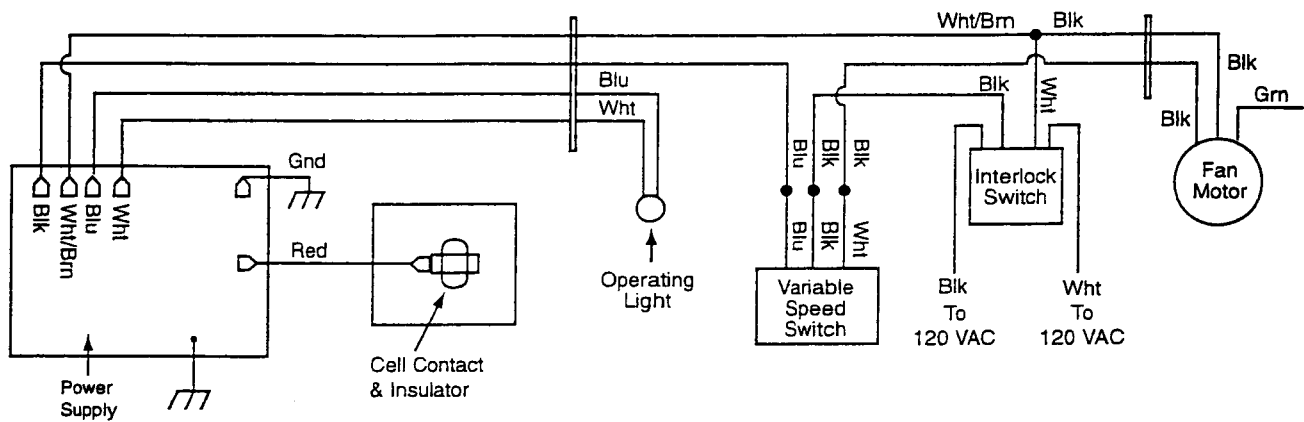 Wht/Brn
Blk
Blu
Wht
Blk
Wht
Blk
Blk
Grn
Gnd
Blk
Wht/Brn
Blu
Wht
Blu
Blk
Blk
Interlock
Switch
Fan
Motor
Red
Blu
Blk
Wht
Operating
Light
Variable
Speed
Switch
Blk
To
120 VAC
Wht
To
120 VAC
Cell Contact
& Insulator
Power
Supply